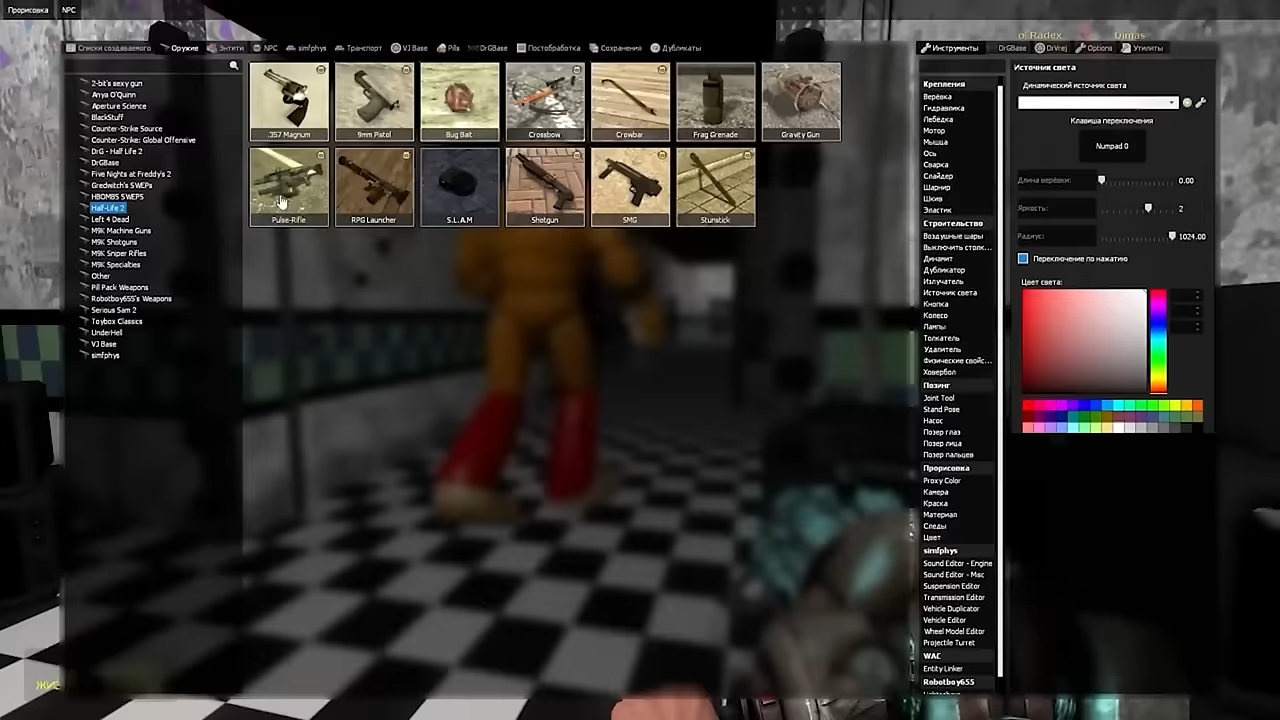 Прорисовка NPC
o! Radex Dimas
Списки создаваемого Оружие Энтити NPC simfphys Транспорт VJ Base Pills DrGBase Постобработка Сохранения Дубликаты
Инструменты DrGBase DrVrej Options Утилиты
2-bit's sexy gun
Anya O'Quinn
Aperture Science
BlackStuff
Counter-Strike Source
Counter-Strike: Global Offensive
DrG - Half Life 2
DrGBase
Five Nights at Freddy's 2
Gredwitch's SWEPs
HBOMBS SWEPS
Half-Life 2
Left 4 Dead
M9K Machine Guns
M9K Shotguns
M9K Sniper Rifles
M9K Specialties
Other
Pill Pack Weapons
Robotboy655's Weapons
Serious Sam 2
Toybox Classics
UnderHell
VJ Base
simfphys
.357 Magnum 9mm Pistol Bug Bait Crossbow Crowbar Frag Grenade Gravity Gun
Pulse-Rifle RPG Launcher S.L.A.M Shotgun SMG Stunstick
Крепления
Верёвка
Гидравлика
Лебедка
Мотор
Мышца
Ось
Сварка
Слайдер
Шарнир
Шкив
Эластик
Строительство
Воздушные шары
Выключить столк...
Динамит
Дубликатор
Излучатель
Источник света
Кнопка
Колесо
Лампы
Толкатель
Удалитель
Физические свойс...
Ховербол
Позинг
Joint Tool
Stand Pose
Насос
Позер глаз
Позер лица
Позер пальцев
Прорисовка
Proxy Color
Камера
Краска
Материал
Следы
Цвет
simfphys
Sound Editor - Engine
Sound Editor - Misc
Suspension Editor
Transmission Editor
Vehicle Duplicator
Vehicle Editor
Wheel Model Editor
Projectile Turret
WAC
Entity Linker
Robotboy655
Источник света
Динамический источник света
Клавиша переключения
Numpad 0
Длина верёвки: 0.00
Яркость: 2
Радиус: 1024.00
Переключение по нажатию
Цвет света: